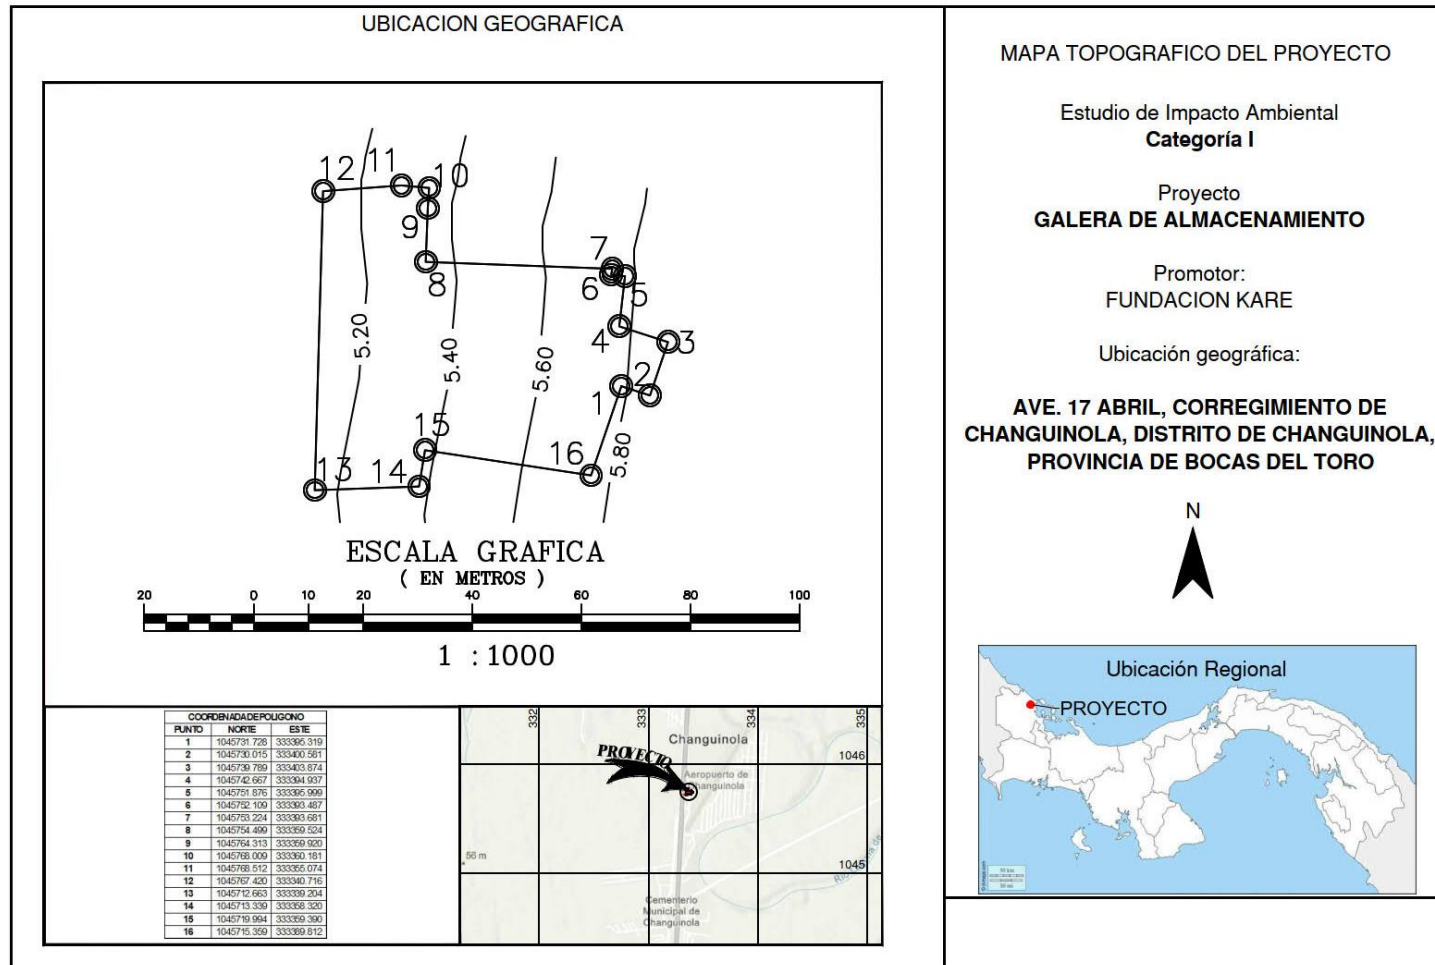 UBICACION GEOGRAFICA
12
11
10
9
8
7
6
5
4
3
2
1
15
16
13
14
5.20
5.40
5.60
5.80
ESCALA GRAFICA
( EN METROS )
20 0 10 20 40 60 80 100
1 : 1000
COORDENADA DE POLIGONO
PUNTO NORTE ESTE
1 1045731.728 333395.319
2 1045730.015 333400.581
3 1045739.789 333403.874
4 1045742.667 333394.937
5 1045751.876 333395.999
6 1045752.109 333393.487
7 1045753.224 333393.681
8 1045754.499 333359.524
9 1045764.313 333359.920
10 1045768.009 333360.181
11 1045768.512 333355.074
12 1045767.420 333340.716
13 1045712.663 333339.204
14 1045713.339 333358.320
15 1045719.994 333359.390
16 1045715.359 333389.812
332
333
334
335
Changuinola
1046
PROYECTO
Aeropuerto de
Changuinola
56 m
1045
Cementerio
Municipal de
Changuinola
MAPA TOPOGRAFICO DEL PROYECTO
Estudio de Impacto Ambiental
Categoría I
Proyecto
GALERA DE ALMACENAMIENTO
Promotor:
FUNDACION KARE
Ubicación geográfica:
AVE. 17 ABRIL, CORREGIMIENTO DE
CHANGUINOLA, DISTRITO DE CHANGUINOLA,
PROVINCIA DE BOCAS DEL TORO
N
Ubicación Regional
PROYECTO